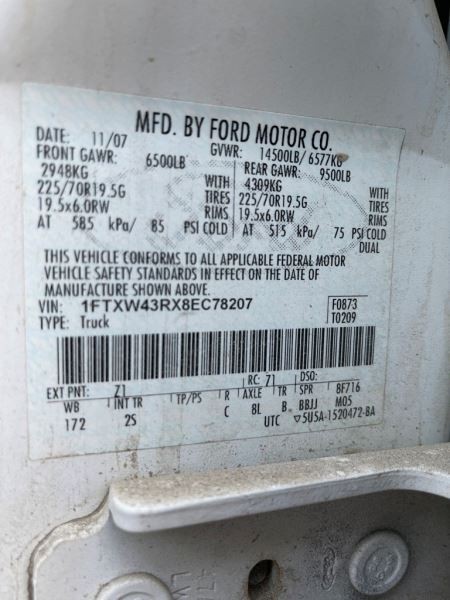 MFD. BY FORD MOTOR CO.
DATE: 11/07 GVWR: 14500LB/ 6577KG
FRONT GAWR: 6500LB REAR GAWR: 9500LB
2948KG WITH 4309KG WITH
225/70R19.5G TIRES 225/70R19.5G TIRES
19.5x6.0RW RIMS 19.5x6.0RW RIMS
AT 585 kPa/ 85 PSI COLD AT 515 kPa/ 75 PSI COLD
DUAL
THIS VEHICLE CONFORMS TO ALL APPLICABLE FEDERAL MOTOR
VEHICLE SAFETY STANDARDS IN EFFECT ON THE DATE OF
MANUFACTURE SHOWN ABOVE.
VIN: 1FTXW43RX8EC78207 F0873
TYPE: Truck T0209
EXT PNT: Z1 RC: Z1 DSO:
WB INT TR TP/PS R AXLE TR SPR BF716
172 2S C 8L B BBJJ M05
UTC ▽5U5A-1520472-BA